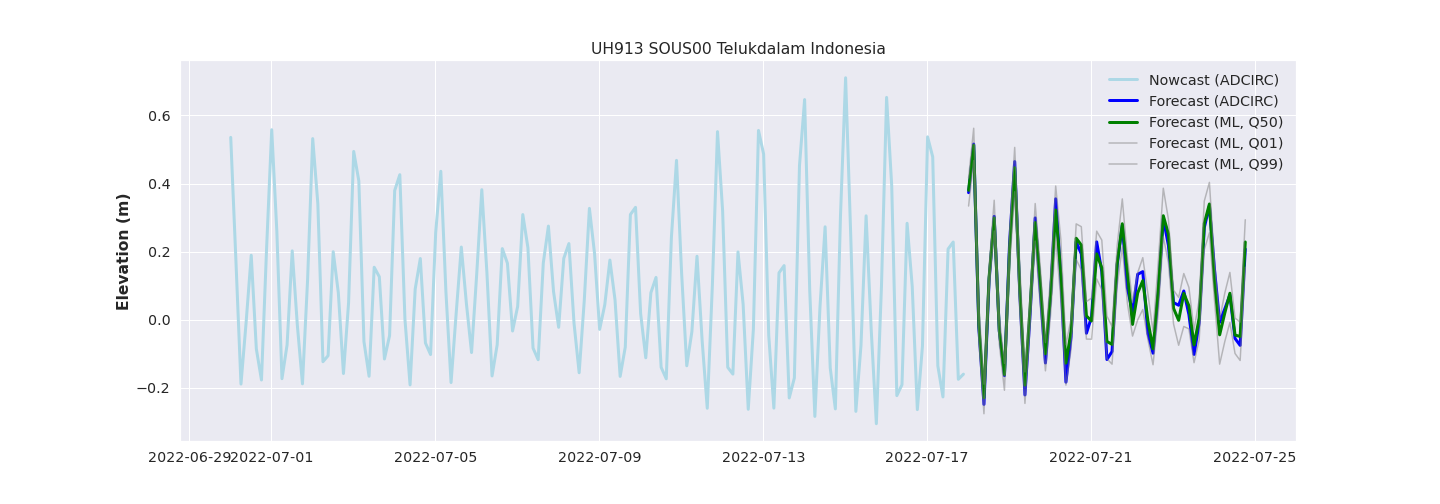 UH913 SOUS00 Telukdalam Indonesia
Nowcast (ADCIRC)
Forecast (ADCIRC)
Forecast (ML, Q50)
Forecast (ML, Q01)
Forecast (ML, Q99)
Elevation (m)
0.6
0.4
0.2
0.0
−0.2
2022-06-29 2022-07-01 2022-07-05 2022-07-09 2022-07-13 2022-07-17 2022-07-21 2022-07-25